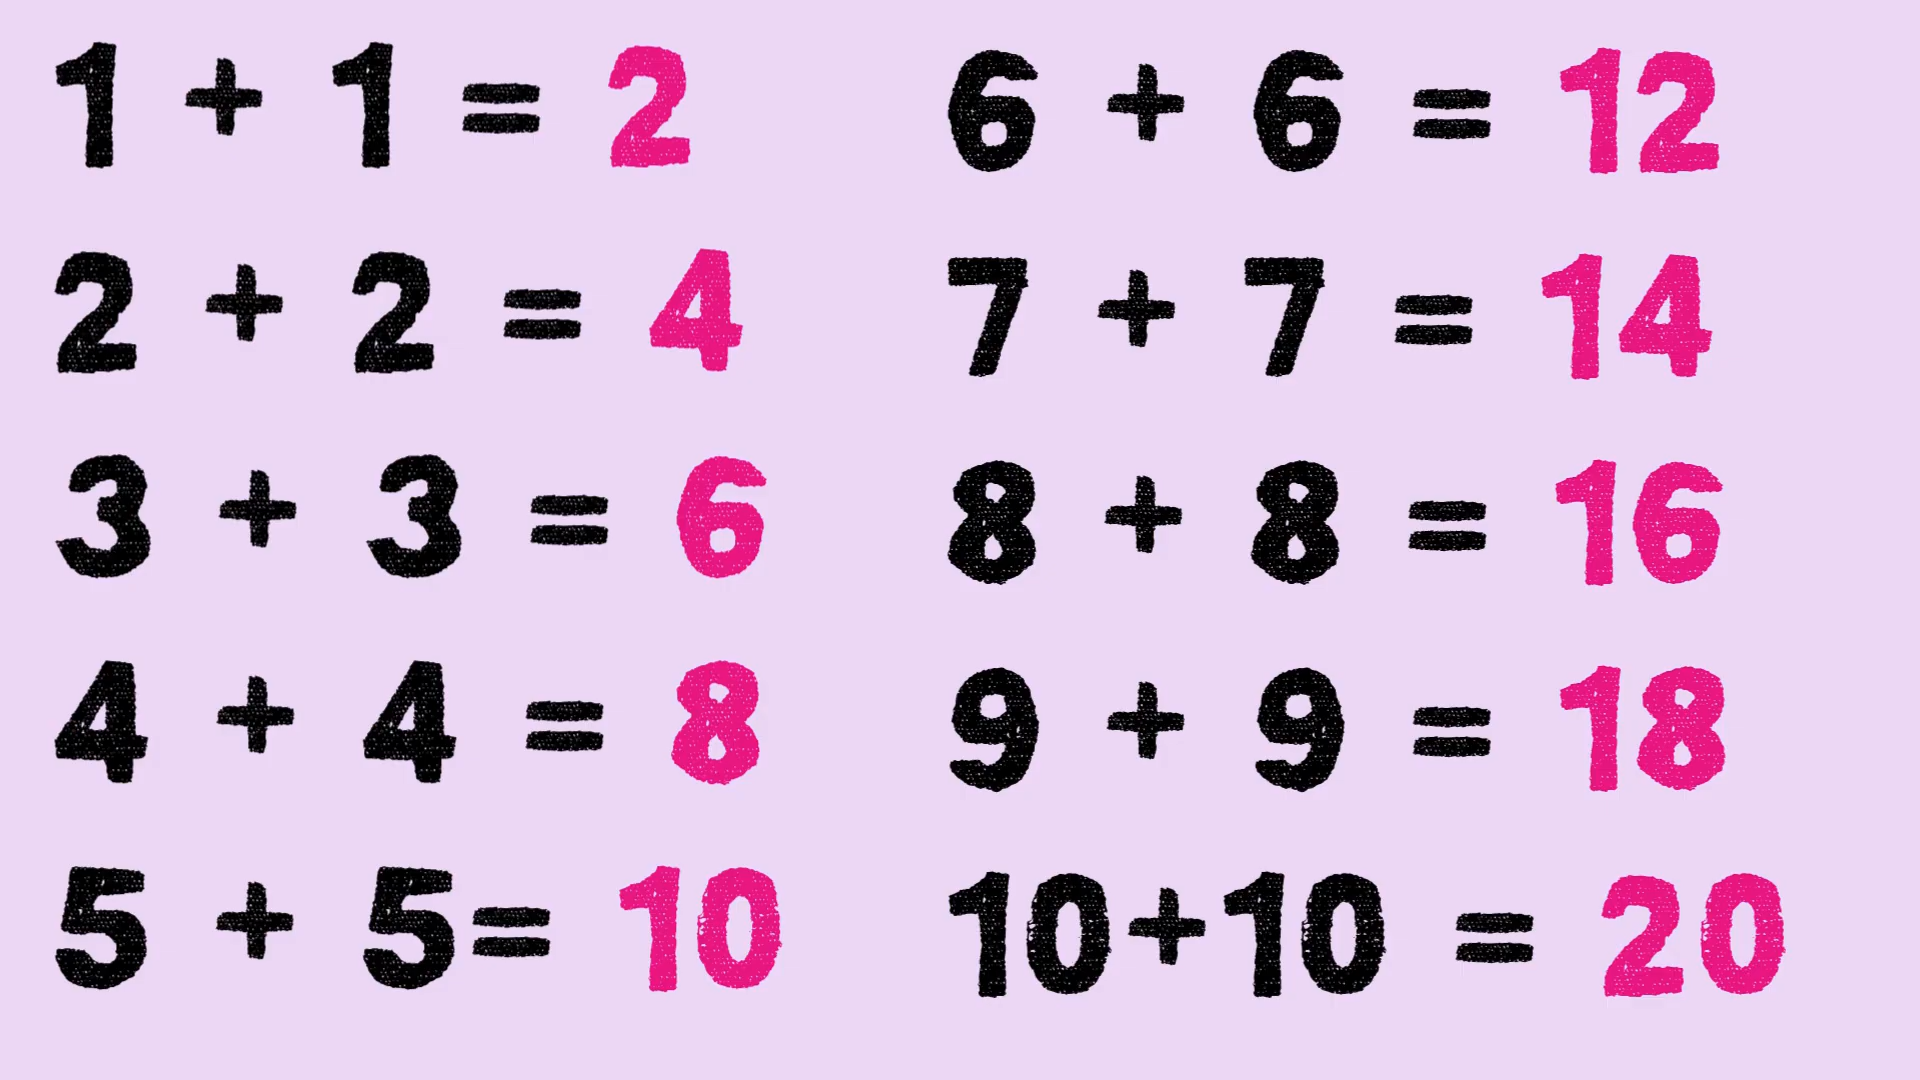 1 + 1 = 2
2 + 2 = 4
3 + 3 = 6
4 + 4 = 8
5 + 5= 10
6 + 6 = 12
7 + 7 = 14
8 + 8 = 16
9 + 9 = 18
10+10 = 20